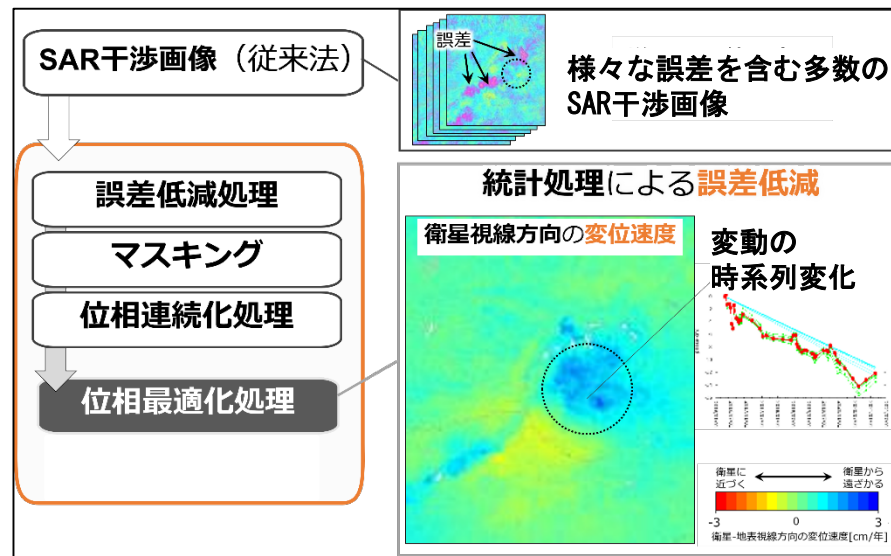 SAR干渉画像（従来法）
誤差低減処理
マスキング
位相連続化処理
位相最適化処理
誤差
様々な誤差を含む多数の
SAR干渉画像
統計処理による誤差低減
衛星視線方向の変位速度
変動の
時系列変化
衛星に
近づく
衛星から
遠ざかる
-3
0
3
衛星-地表視線方向の変位速度[cm/年]